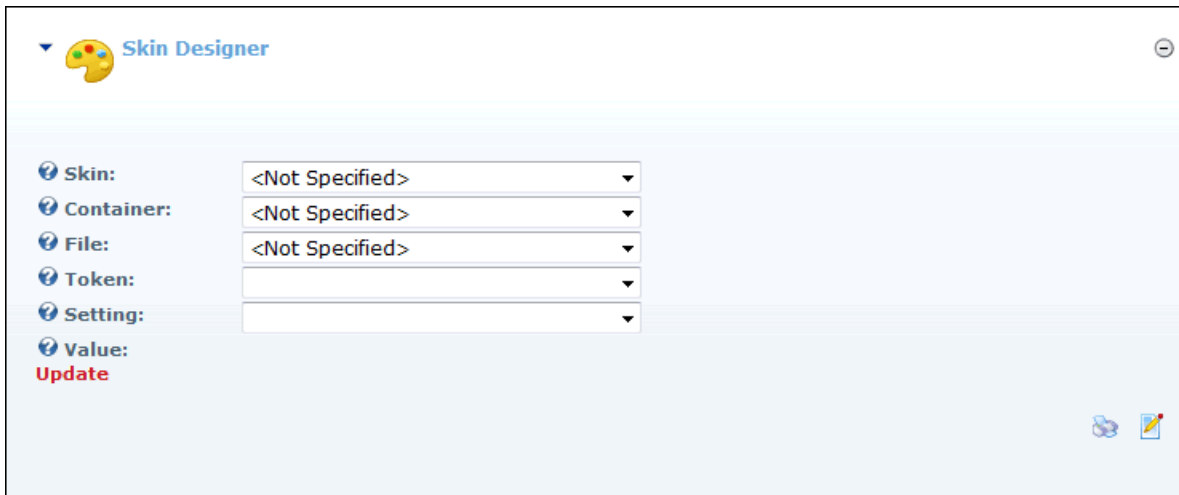 Skin Designer
Skin: <Not Specified>
Container: <Not Specified>
File: <Not Specified>
Token:
Setting:
Value:
Update